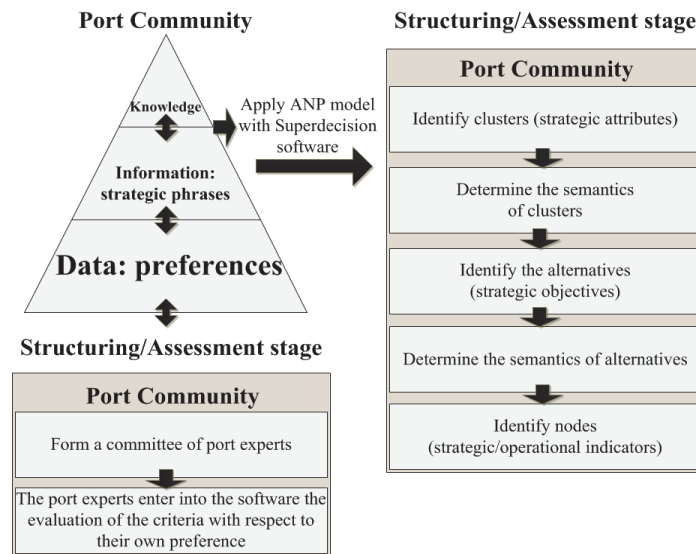 Port Community
Knowledge
Information:
strategic phrases
Data: preferences
Apply ANP model
with Superdecision
software
Structuring/Assessment stage
Port Community
Form a committee of port experts
The port experts enter into the software the
evaluation of the criteria with respect to
their own preference
Structuring/Assessment stage
Port Community
Identify clusters (strategic attributes)
Determine the semantics
of clusters
Identify the alternatives
(strategic objectives)
Determine the semantics of alternatives
Identify nodes
(strategic/operational indicators)